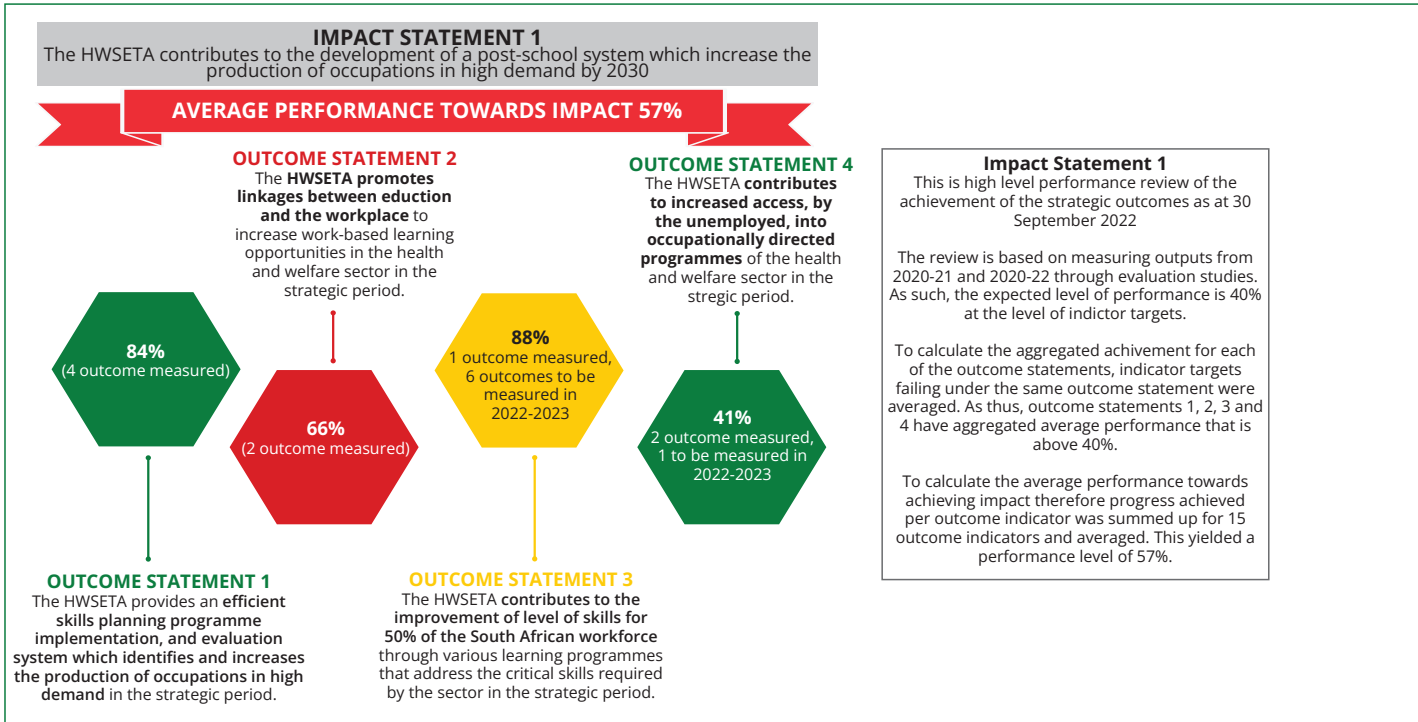 IMPACT STATEMENT 1
The HWSETA contributes to the development of a post-school system which increase the
production of occupations in high demand by 2030
AVERAGE PERFORMANCE TOWARDS IMPACT 57%
OUTCOME STATEMENT 2
The HWSETA promotes
linkages between eduction
and the workplace to
increase work-based learning
opportunities in the health
and welfare sector in the
strategic period.
OUTCOME STATEMENT 4
The HWSETA contributes
to increased access, by
the unemployed, into
occupationally directed
programmes of the health
and welfare sector in the
stregic period.
84%
(4 outcome measured)
66%
(2 outcome measured)
88%
1 outcome measured,
6 outcomes to be
measured in
2022-2023
41%
2 outcome measured,
1 to be measured in
2022-2023
OUTCOME STATEMENT 1
The HWSETA provides an efficient
skills planning programme
implementation, and evaluation
system which identifies and increases
the production of occupations in high
demand in the strategic period.
OUTCOME STATEMENT 3
The HWSETA contributes to the
improvement of level of skills for
50% of the South African workforce
through various learning programmes
that address the critical skills required
by the sector in the strategic period.
Impact Statement 1
This is high level performance review of the
achievement of the strategic outcomes as at 30
September 2022
The review is based on measuring outputs from
2020-21 and 2020-22 through evaluation studies.
As such, the expected level of performance is 40%
at the level of indictor targets.
To calculate the aggregated achivement for each
of the outcome statements, indicator targets
failing under the same outcome statement were
averaged. As thus, outcome statements 1, 2, 3 and
4 have aggregated average performance that is
above 40%.
To calculate the average performance towards
achieving impact therefore progress achieved
per outcome indicator was summed up for 15
outcome indicators and averaged. This yielded a
performance level of 57%.